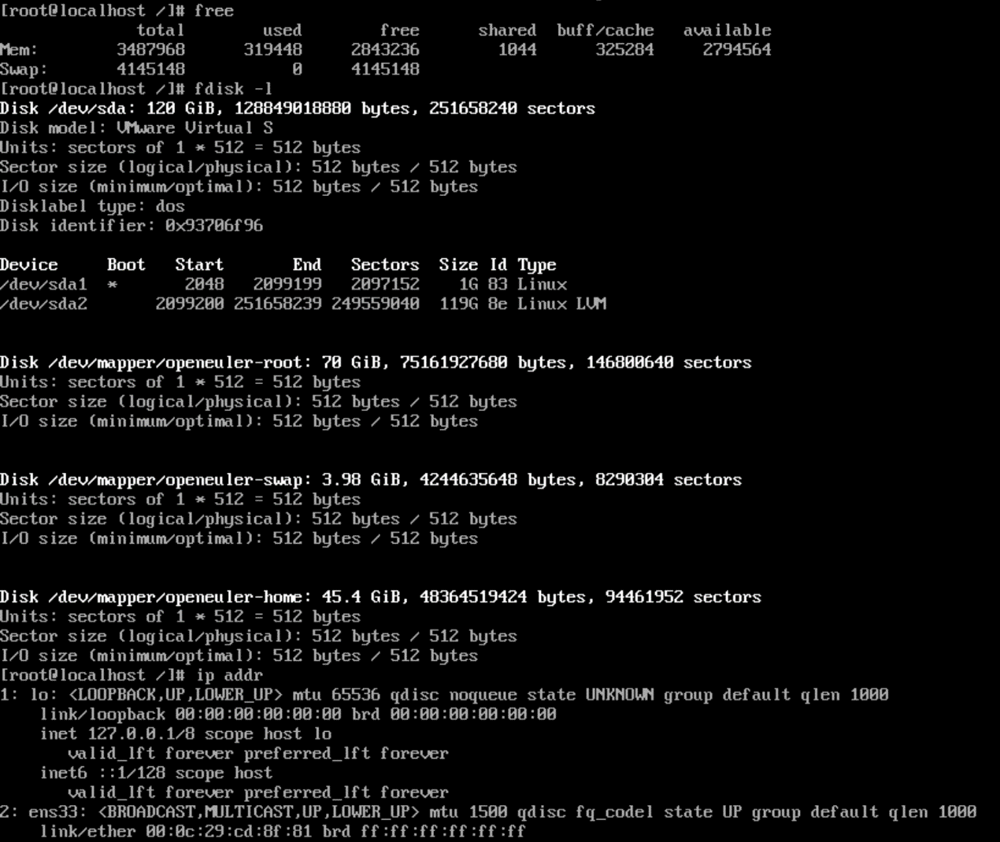 [root@localhost /]# free
              total        used        free      shared  buff/cache   available
Mem:        3487968      319448     2843236        1044      325284     2794564
Swap:       4145148           0     4145148
[root@localhost /]# fdisk -l
Disk /dev/sda: 120 GiB, 128849018880 bytes, 251658240 sectors
Disk model: VMware Virtual S
Units: sectors of 1 * 512 = 512 bytes
Sector size (logical/physical): 512 bytes / 512 bytes
I/O size (minimum/optimal): 512 bytes / 512 bytes
Disklabel type: dos
Disk identifier: 0x93706f96
Device     Boot   Start       End   Sectors  Size Id Type
/dev/sda1  *       2048   2099199   2097152    1G 83 Linux
/dev/sda2       2099200 251658239 249559040  119G 8e Linux LVM
Disk /dev/mapper/openeuler-root: 70 GiB, 75161927680 bytes, 146800640 sectors
Units: sectors of 1 * 512 = 512 bytes
Sector size (logical/physical): 512 bytes / 512 bytes
I/O size (minimum/optimal): 512 bytes / 512 bytes
Disk /dev/mapper/openeuler-swap: 3.98 GiB, 4244635648 bytes, 8290304 sectors
Units: sectors of 1 * 512 = 512 bytes
Sector size (logical/physical): 512 bytes / 512 bytes
I/O size (minimum/optimal): 512 bytes / 512 bytes
Disk /dev/mapper/openeuler-home: 45.4 GiB, 48364519424 bytes, 94461952 sectors
Units: sectors of 1 * 512 = 512 bytes
Sector size (logical/physical): 512 bytes / 512 bytes
I/O size (minimum/optimal): 512 bytes / 512 bytes
[root@localhost /]# ip addr
1: lo: <LOOPBACK,UP,LOWER_UP> mtu 65536 qdisc noqueue state UNKNOWN group default qlen 1000
    link/loopback 00:00:00:00:00:00 brd 00:00:00:00:00:00
    inet 127.0.0.1/8 scope host lo
       valid_lft forever preferred_lft forever
    inet6 ::1/128 scope host
       valid_lft forever preferred_lft forever
2: ens33: <BROADCAST,MULTICAST,UP,LOWER_UP> mtu 1500 qdisc fq_codel state UP group default qlen 1000
    link/ether 00:0c:29:cd:8f:81 brd ff:ff:ff:ff:ff:ff